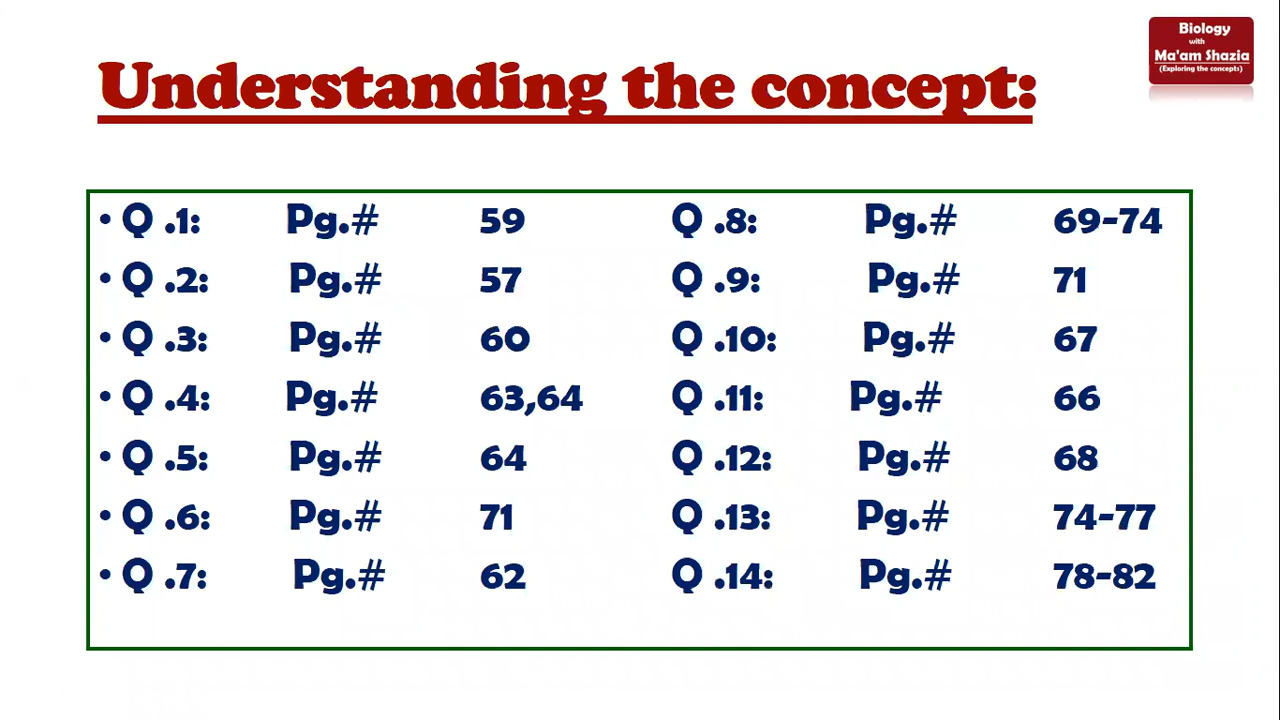 Biology
with
Ma'am Shazia
(Exploring the concepts)
Understanding the concept:
• Q .1: Pg.# 59 Q .8: Pg.# 69-74
• Q .2: Pg.# 57 Q .9: Pg.# 71
• Q .3: Pg.# 60 Q .10: Pg.# 67
• Q .4: Pg.# 63,64 Q .11: Pg.# 66
• Q .5: Pg.# 64 Q .12: Pg.# 68
• Q .6: Pg.# 71 Q .13: Pg.# 74-77
• Q .7: Pg.# 62 Q .14: Pg.# 78-82